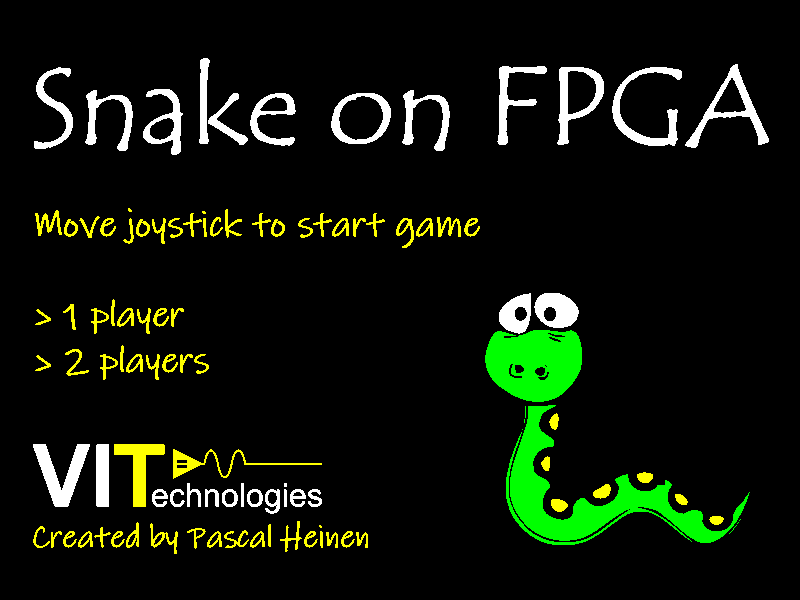 Snake on FPGA
Move joystick to start game
> 1 player
> 2 players
VITechnologies
Created by Pascal Heinen